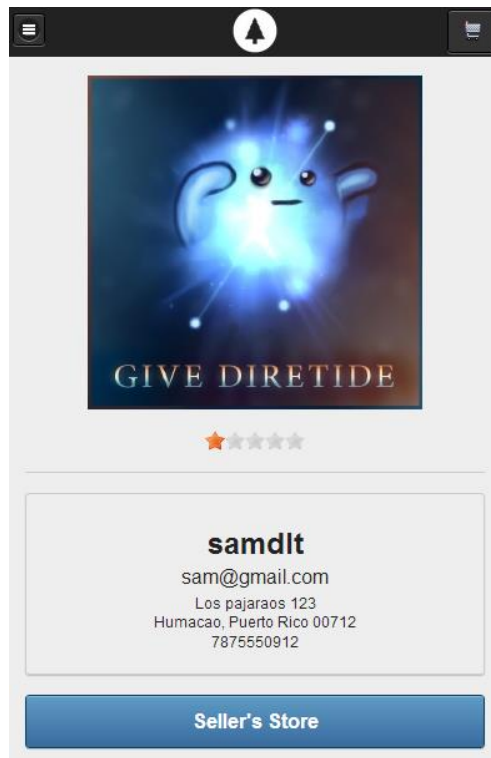 GIVE DIRETIDE
samdlt
sam@gmail.com
Los pajaraos 123
Humacao, Puerto Rico 00712
7875550912
Seller's Store